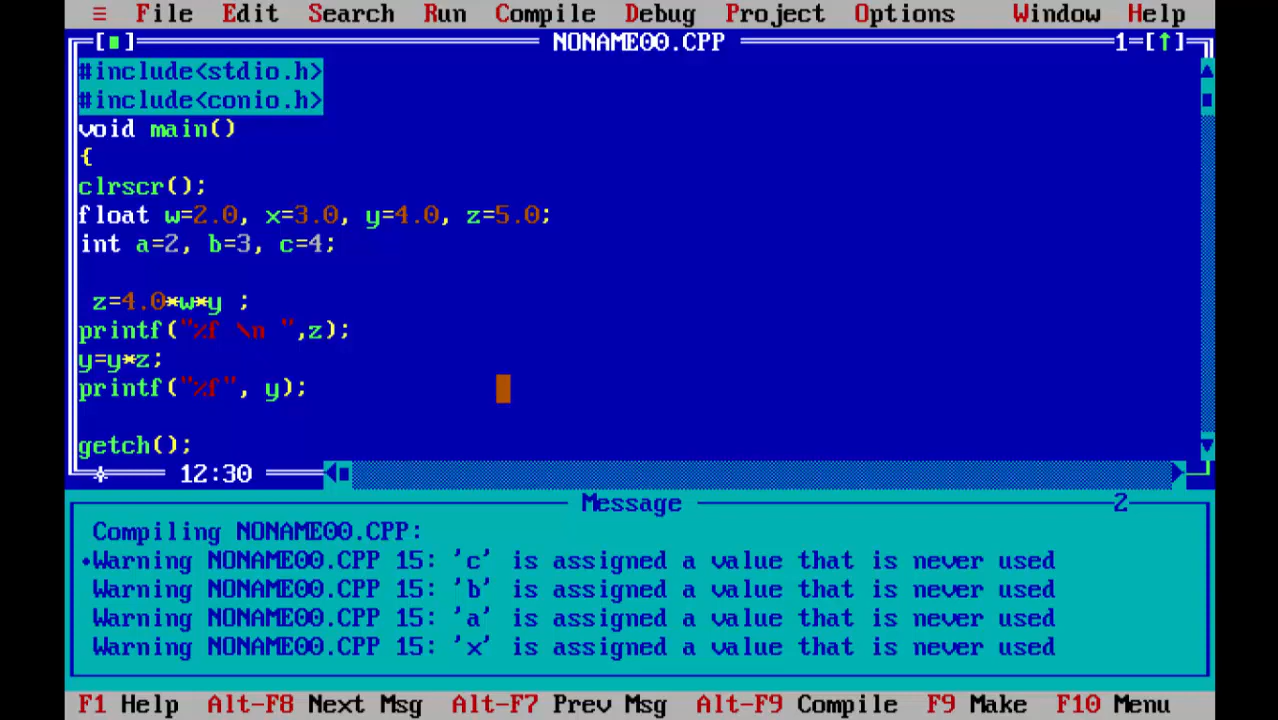 ≡ File Edit Search Run Compile Debug Project Options Window Help
[■] NONAME00.CPP 1=[↑]
#include<stdio.h>
#include<conio.h>
void main()
{
clrscr();
float w=2.0, x=3.0, y=4.0, z=5.0;
int a=2, b=3, c=4;
z=4.0*w*y ;
printf("%f \n ",z);
y=y*z;
printf("%f", y);
getch();
12:30
Message 2
Compiling NONAME00.CPP:
•Warning NONAME00.CPP 15: 'c' is assigned a value that is never used
Warning NONAME00.CPP 15: 'b' is assigned a value that is never used
Warning NONAME00.CPP 15: 'a' is assigned a value that is never used
Warning NONAME00.CPP 15: 'x' is assigned a value that is never used
F1 Help Alt-F8 Next Msg Alt-F7 Prev Msg Alt-F9 Compile F9 Make F10 Menu